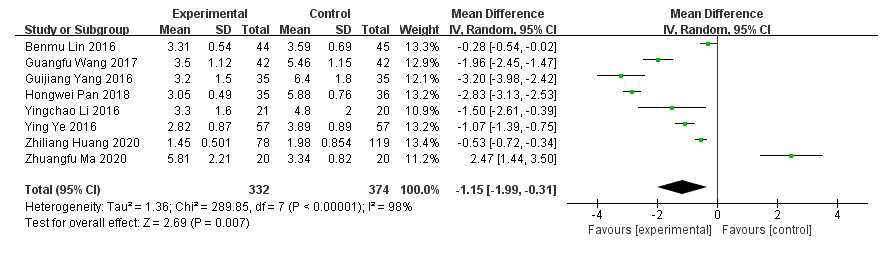 Experimental Control Mean Difference Mean Difference
Study or Subgroup Mean SD Total Mean SD Total Weight IV, Random, 95% CI IV, Random, 95% CI
Benmu Lin 2016 3.31 0.54 44 3.59 0.69 45 13.3% -0.28 [-0.54, -0.02]
Guangfu Wang 2017 3.5 1.12 42 5.46 1.15 42 12.9% -1.96 [-2.45, -1.47]
Guijiang Yang 2016 3.2 1.5 35 6.4 1.8 35 12.2% -3.20 [-3.98, -2.42]
Hongwei Pan 2018 3.05 0.49 35 5.88 0.76 36 13.2% -2.83 [-3.13, -2.53]
Yingchao Li 2016 3.3 1.6 21 4.8 2 20 10.9% -1.50 [-2.61, -0.39]
Ying Ye 2016 2.82 0.87 57 3.89 0.89 57 13.2% -1.07 [-1.39, -0.75]
Zhiliang Huang 2020 1.45 0.501 78 1.98 0.854 119 13.3% -0.53 [-0.72, -0.34]
Zhuangfu Ma 2020 5.81 2.21 20 3.34 0.82 20 11.2% 2.47 [1.44, 3.50]
Total (95% CI) 332 374 100.0% -1.15 [-1.99, -0.31]
Heterogeneity: Tau² = 1.36; Chi² = 289.85, df = 7 (P < 0.00001); I² = 98%
Test for overall effect: Z = 2.69 (P = 0.007)
-4 -2 0 2 4
Favours [experimental] Favours [control]